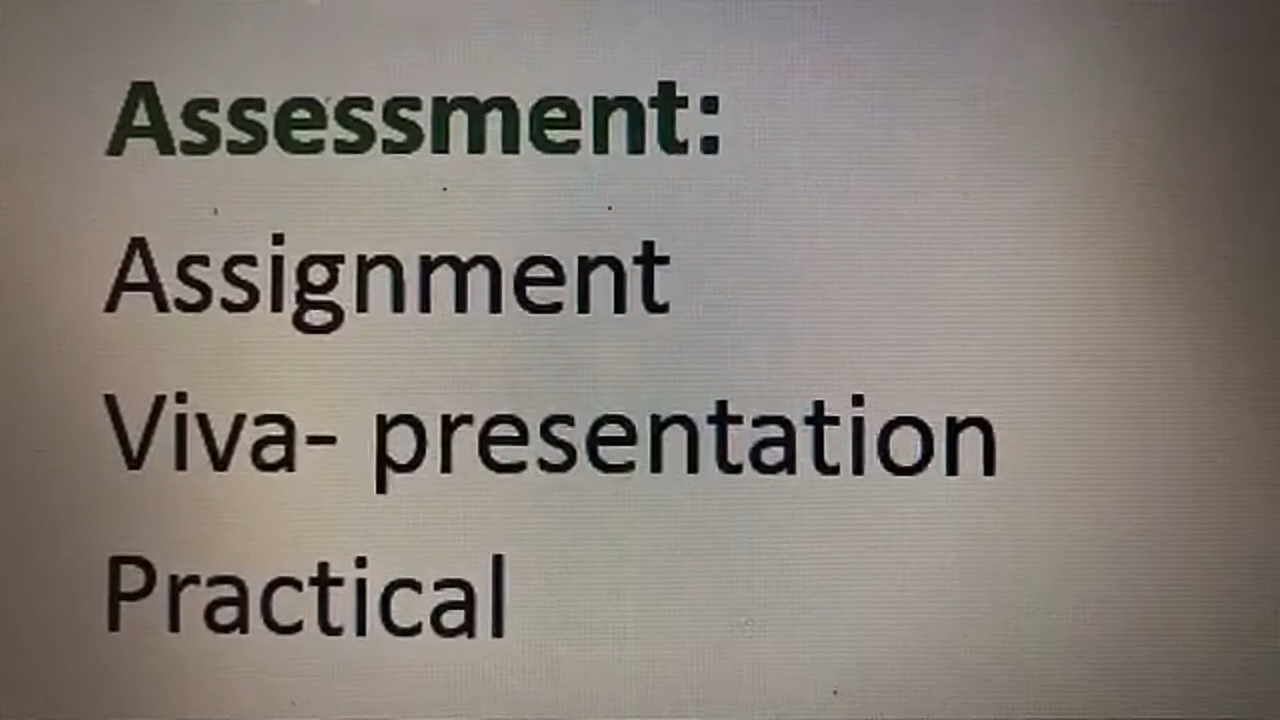 Assessment:
Assignment
Viva- presentation
Practical